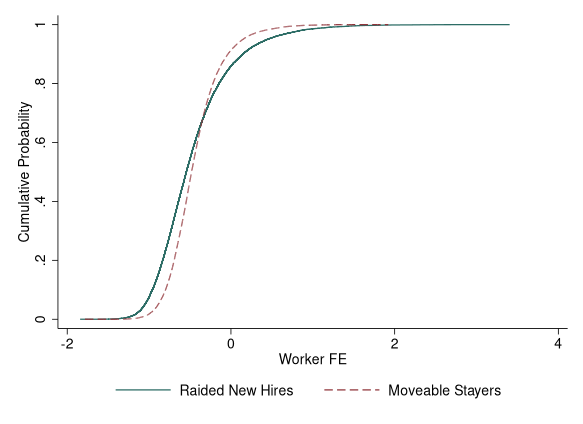 Cumulative Probability
1
.8
.6
.4
.2
0
-2 0 2 4
Worker FE
Raided New Hires Moveable Stayers